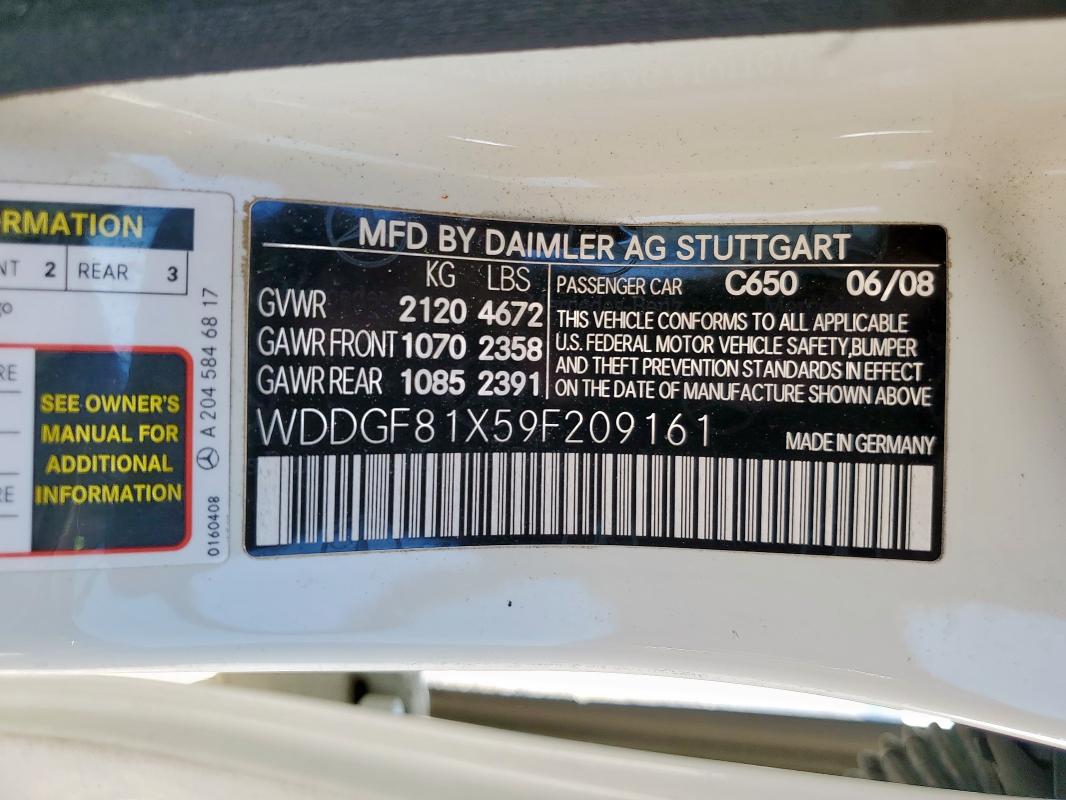 ORMATION
NT 2 REAR 3
RE
SEE OWNER'S
MANUAL FOR
ADDITIONAL
INFORMATION
RE
A 204 584 68 17
0160408
MFD BY DAIMLER AG STUTTGART
KG LBS
GVWR 2120 4672
GAWR FRONT 1070 2358
GAWR REAR 1085 2391
PASSENGER CAR C650 06/08
THIS VEHICLE CONFORMS TO ALL APPLICABLE
U.S. FEDERAL MOTOR VEHICLE SAFETY,BUMPER
AND THEFT PREVENTION STANDARDS IN EFFECT
ON THE DATE OF MANUFACTURE SHOWN ABOVE
WDDGF81X59F209161
MADE IN GERMANY